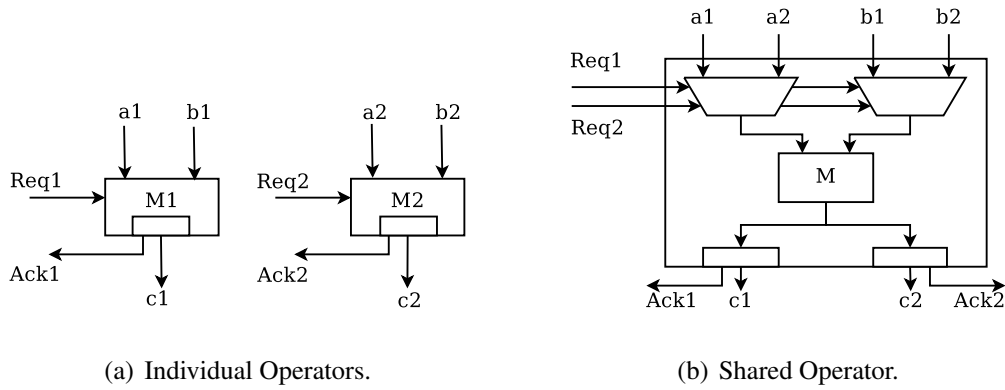 a1 b1
a2 b2
Req1
M1
Req2
M2
Ack1
c1
Ack2
c2
(a) Individual Operators.
a1 a2 b1 b2
Req1
Req2
M
Ack1 c1 c2 Ack2
(b) Shared Operator.